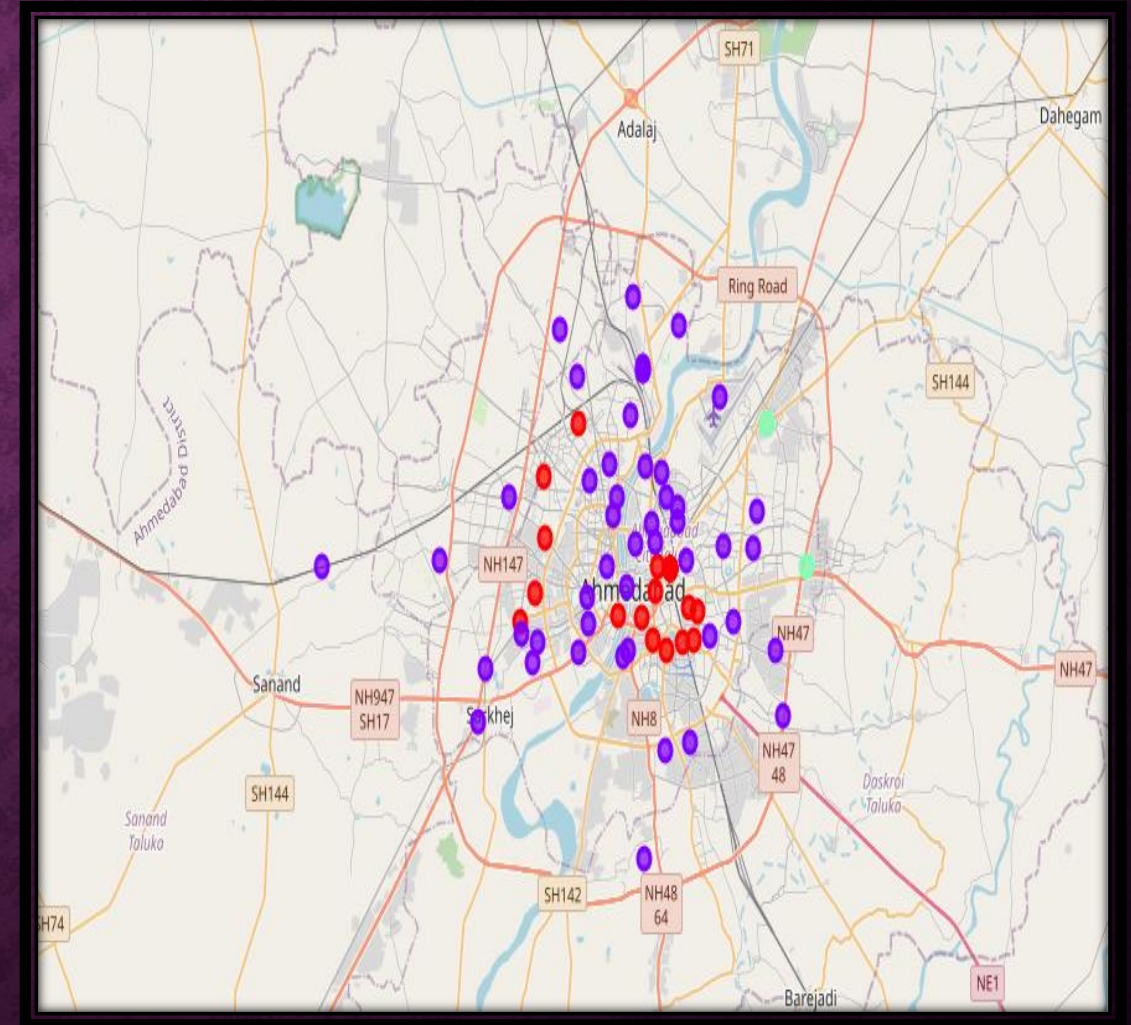 SH71
Dahegam
Adalaj
Ring Road
SH144
Ahmedabad District
NH147
Ahmedabad
NH47
NH47
Sanand
NH947
SH17
Sarkhej
NH8
NH47
48
SH144
Daskroi
Taluka
Sanand
Taluka
SH142
NH48
64
SH74
NE1
Barejadi